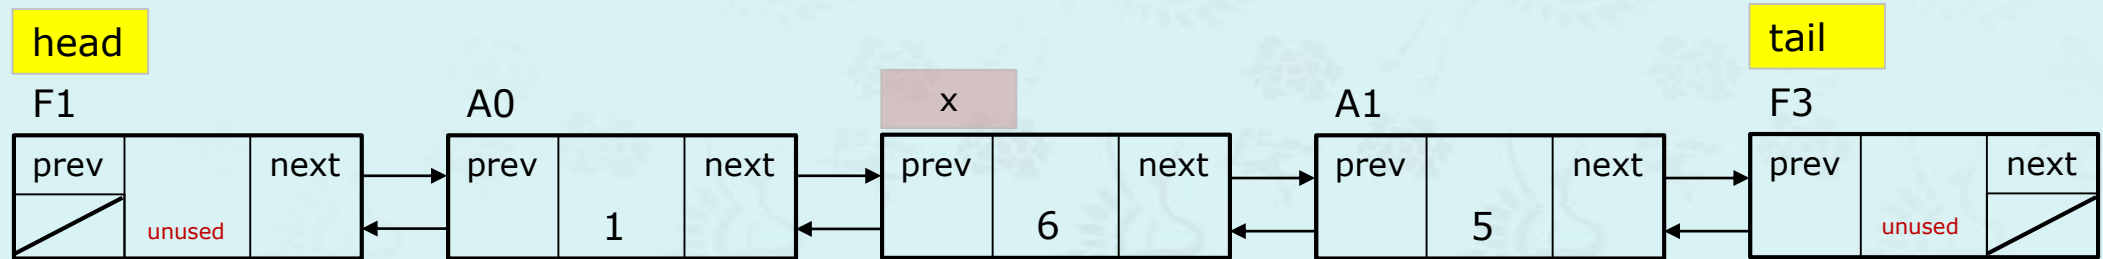 head
tail
F1
A0
x
A1
F3
prev next
prev next
prev next
prev next
prev next
unused
1
6
5
unused